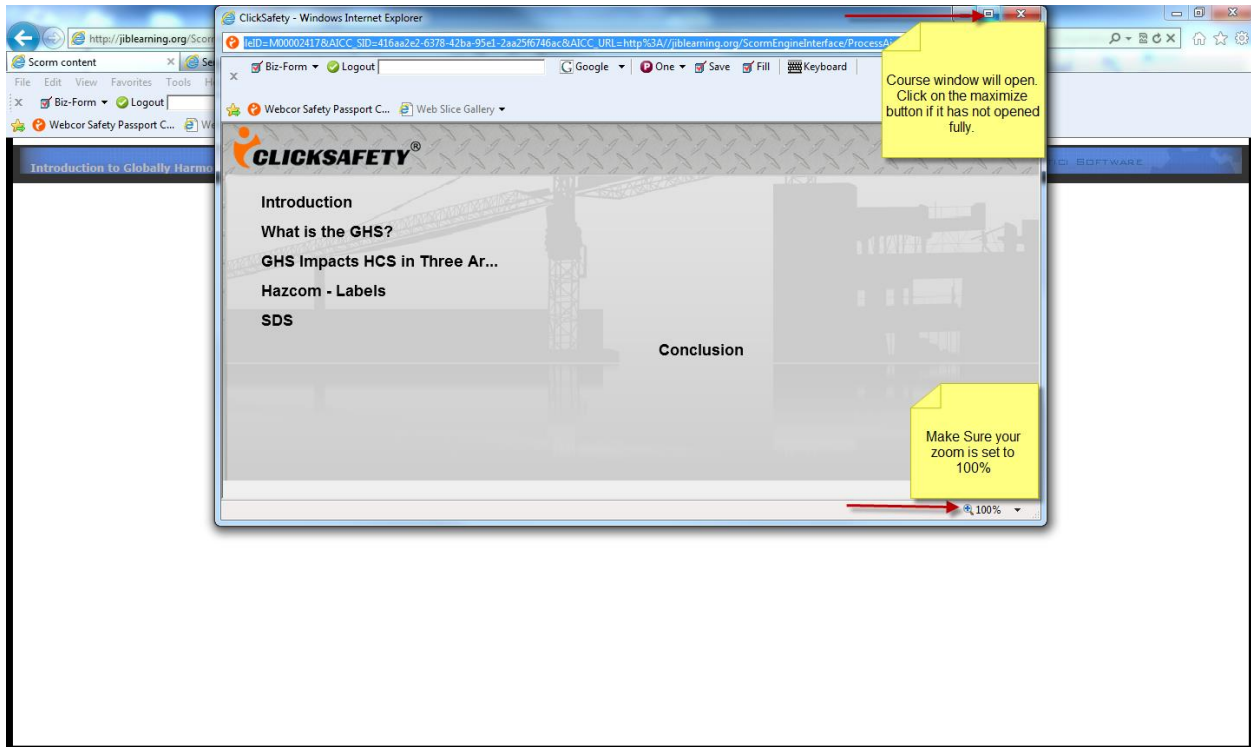 ClickSafety - Windows Internet Explorer
http://jiblearning.org/Scorm
leID=M00002417&AICC_SID=416aa2e2-6378-42ba-95e1-2aa25f6746ac&AICC_URL=http%3A//jiblearning.org/ScormEngineInterface/ProcessAi
Scorm content
File Edit View Favorites Tools H
x Biz-Form Logout
Webcor Safety Passport C... We
x Biz-Form Logout Google One Save Fill Keyboard
Webcor Safety Passport C... Web Slice Gallery
Course window will open.
Click on the maximize
button if it has not opened
fully.
Introduction to Globally Harmo
SOFTWARE
CLICKSAFETY®
Introduction
What is the GHS?
GHS Impacts HCS in Three Ar...
Hazcom - Labels
SDS
Conclusion
Make Sure your
zoom is set to
100%
100%